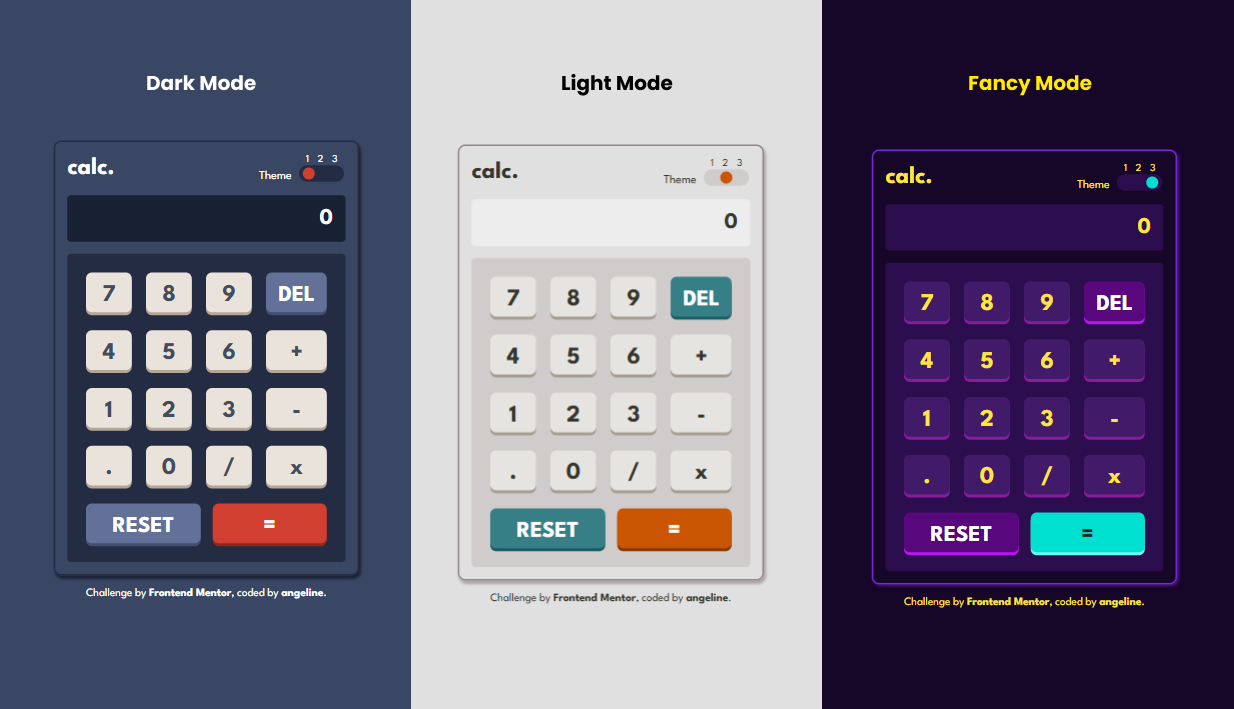 Dark Mode
calc.
1 2 3
Theme
0
7 8 9 DEL
4 5 6 +
1 2 3 -
. 0 / x
RESET =
Challenge by Frontend Mentor, coded by angeline.
Light Mode
calc.
1 2 3
Theme
0
7 8 9 DEL
4 5 6 +
1 2 3 -
. 0 / x
RESET =
Challenge by Frontend Mentor, coded by angeline.
Fancy Mode
calc.
1 2 3
Theme
0
7 8 9 DEL
4 5 6 +
1 2 3 -
. 0 / x
RESET =
Challenge by Frontend Mentor, coded by angeline.